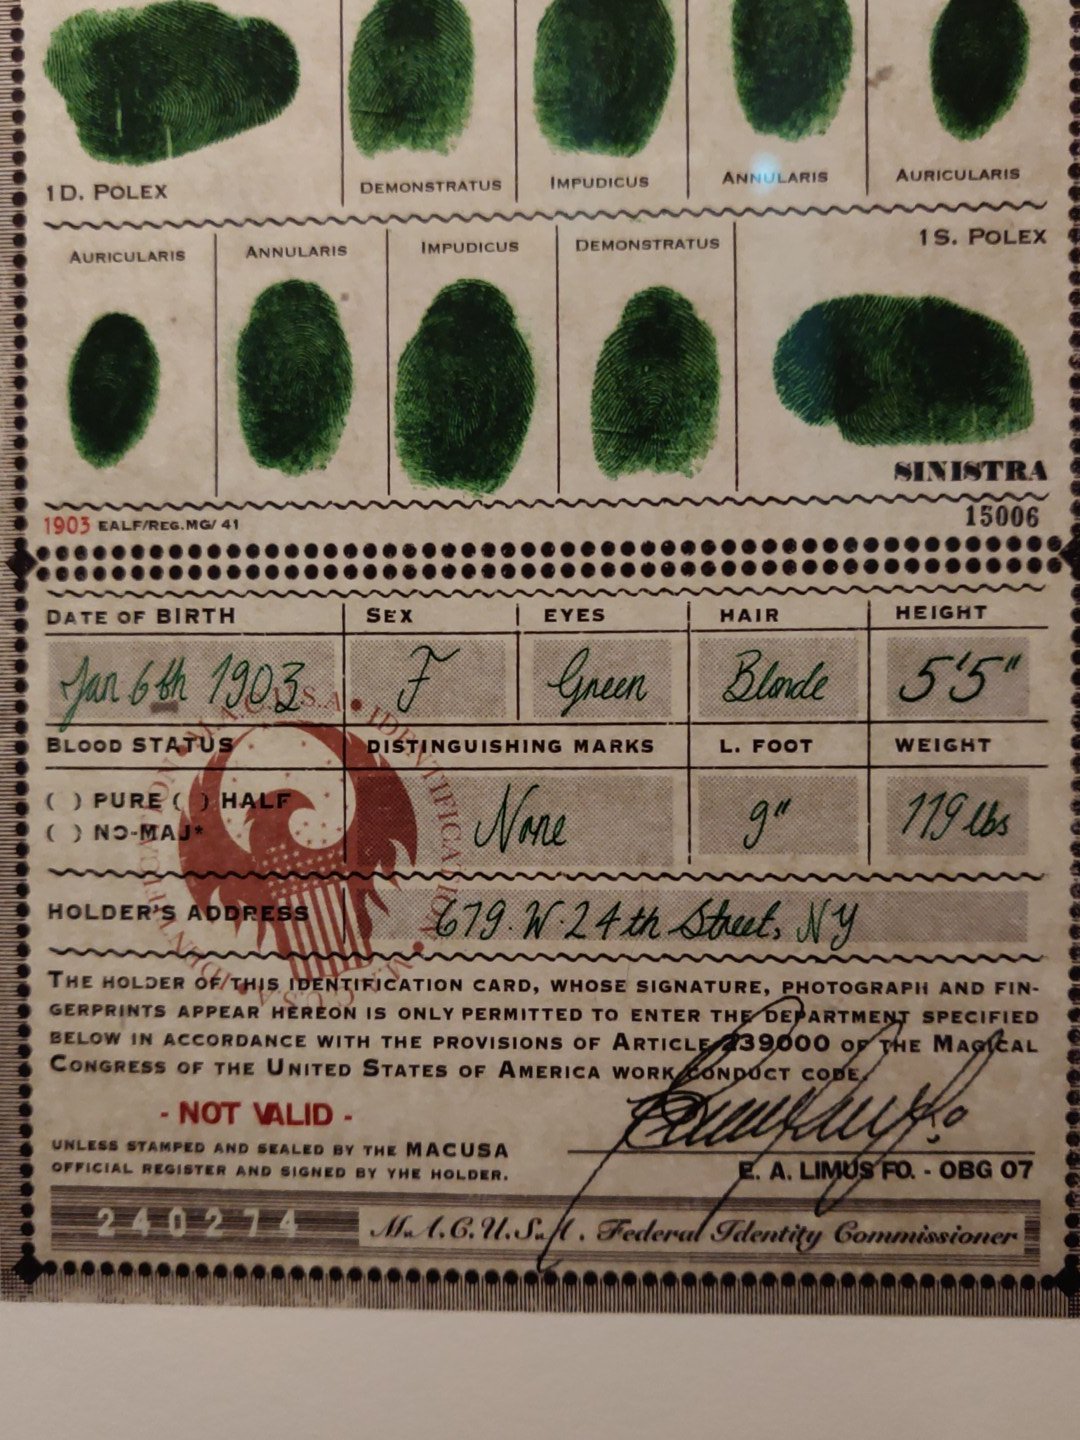 1D. POLEX
DEMONSTRATUS
IMPUDICUS
ANNULARIS
AURICULARIS
AURICULARIS
ANNULARIS
IMPUDICUS
DEMONSTRATUS
1S. POLEX
SINISTRA
1903 EALF/REG.MG/ 41
15006
DATE OF BIRTH
SEX
EYES
HAIR
HEIGHT
Jan 6th 1903
F
Green
Blonde
5'5"
BLOOD STATUS
DISTINGUISHING MARKS
L. FOOT
WEIGHT
( ) PURE ( ) HALF
( ) NO-MAJ*
None
9"
119 lbs
HOLDER'S ADDRESS
679. W. 24th Street, NY
THE HOLDER OF THIS IDENTIFICATION CARD, WHOSE SIGNATURE, PHOTOGRAPH AND FIN-
GERPRINTS APPEAR HEREON IS ONLY PERMITTED TO ENTER THE DEPARTMENT SPECIFIED
BELOW IN ACCORDANCE WITH THE PROVISIONS OF ARTICLE 239000 OF THE MAGICAL
CONGRESS OF THE UNITED STATES OF AMERICA WORK CONDUCT CODE.
- NOT VALID -
UNLESS STAMPED AND SEALED BY THE MACUSA
OFFICIAL REGISTER AND SIGNED BY YHE HOLDER.
E. A. LIMUS FO. - OBG 07
240274
M.A.C.U.S.A. Federal Identity Commissioner